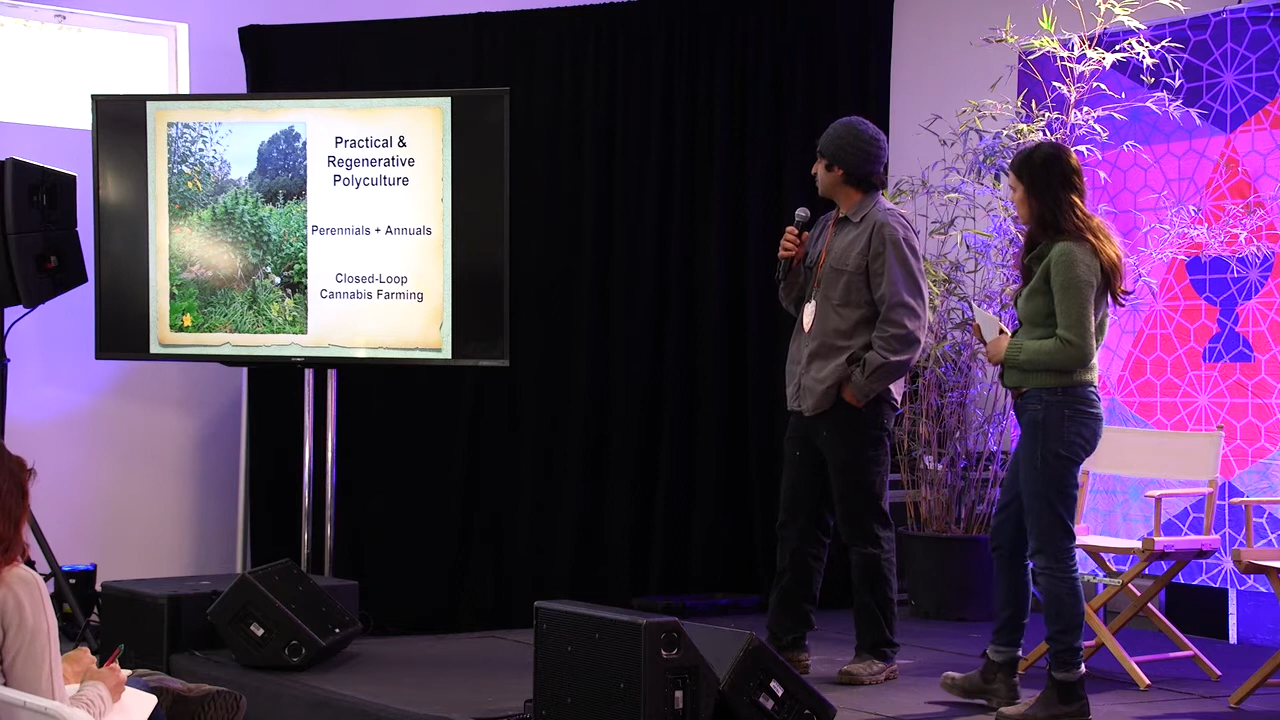 Practical &
Regenerative
Polyculture
Perennials + Annuals
Closed-Loop
Cannabis Farming